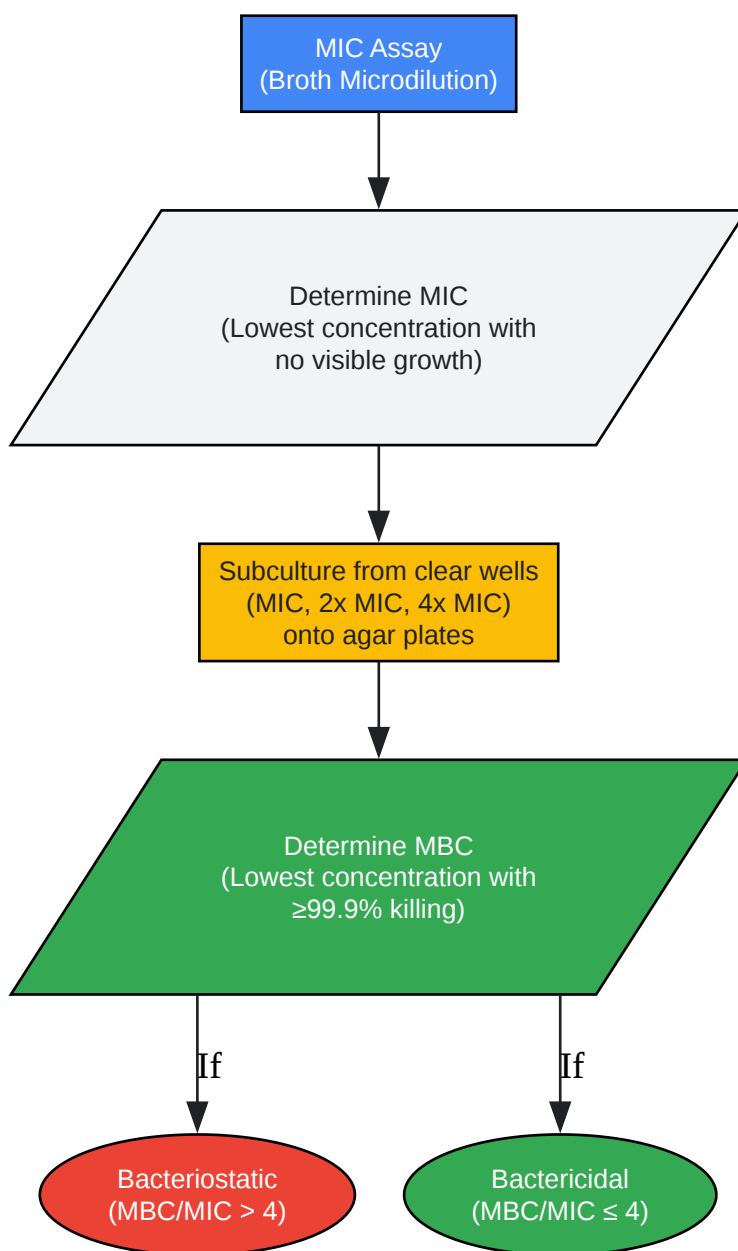 MIC Assay
(Broth Microdilution)
Determine MIC
(Lowest concentration with
no visible growth)
Subculture from clear wells
(MIC, 2x MIC, 4x MIC)
onto agar plates
Determine MBC
(Lowest concentration with
≥99.9% killing)
If
If
Bacteriostatic
(MBC/MIC > 4)
Bactericidal
(MBC/MIC ≤ 4)